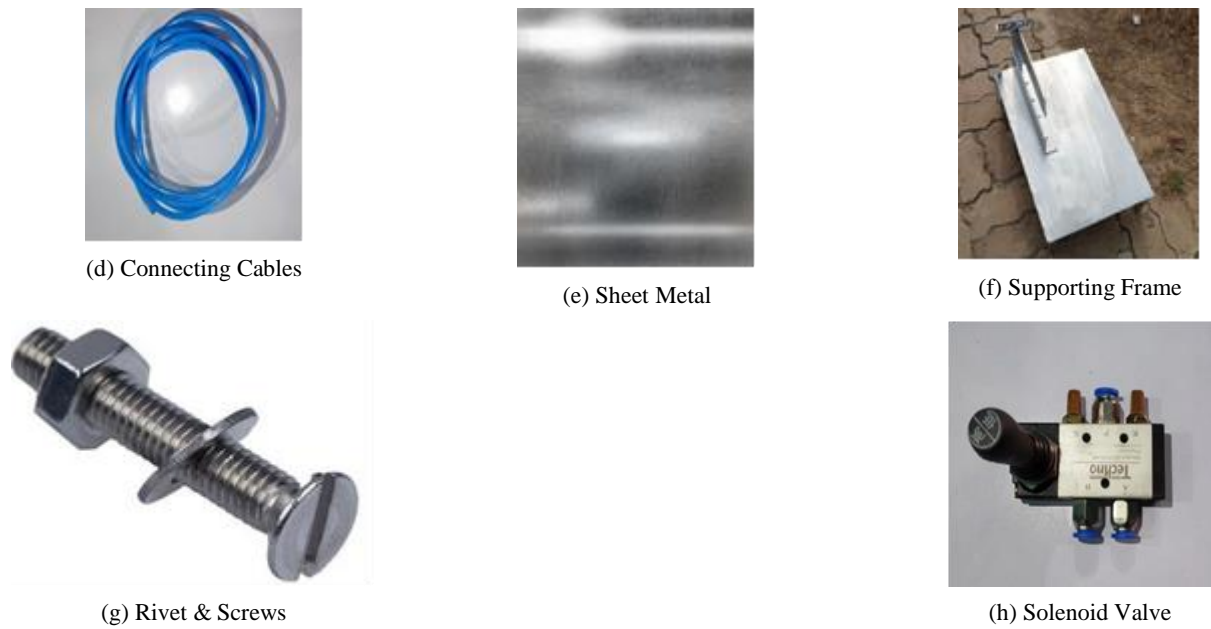 (d) Connecting Cables
(e) Sheet Metal
(f) Supporting Frame
(g) Rivet & Screws
Techno
(h) Solenoid Valve